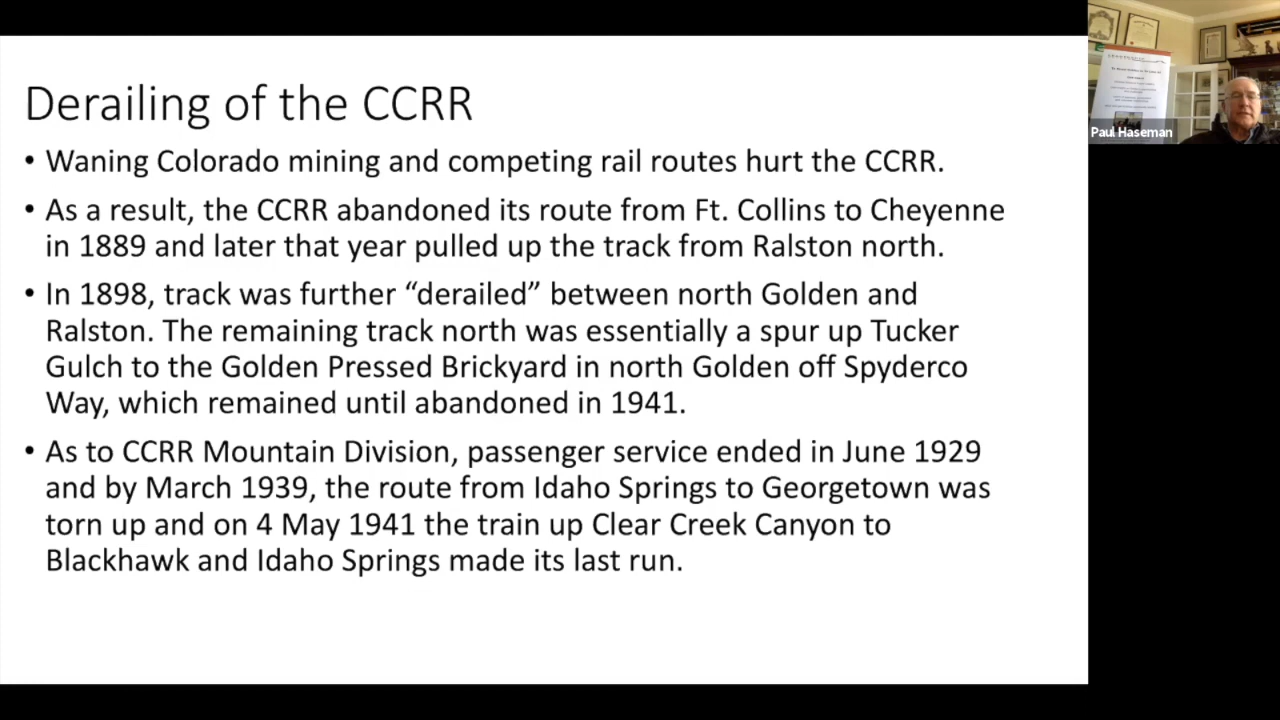 Derailing of the CCRR
• Waning Colorado mining and competing rail routes hurt the CCRR.
• As a result, the CCRR abandoned its route from Ft. Collins to Cheyenne
in 1889 and later that year pulled up the track from Ralston north.
• In 1898, track was further “derailed” between north Golden and
Ralston. The remaining track north was essentially a spur up Tucker
Gulch to the Golden Pressed Brickyard in north Golden off Spyderco
Way, which remained until abandoned in 1941.
• As to CCRR Mountain Division, passenger service ended in June 1929
and by March 1939, the route from Idaho Springs to Georgetown was
torn up and on 4 May 1941 the train up Clear Creek Canyon to
Blackhawk and Idaho Springs made its last run.
Paul Haseman